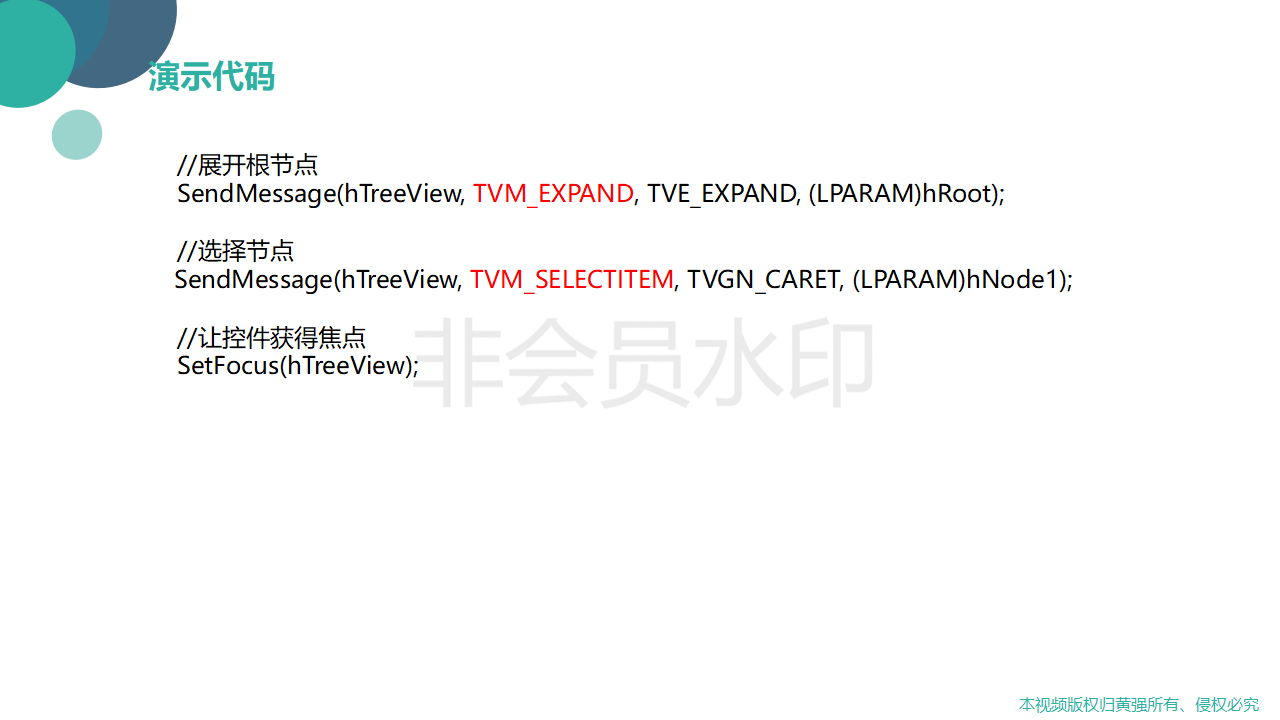 演示代码
//展开根节点
SendMessage(hTreeView, TVM_EXPAND, TVE_EXPAND, (LPARAM)hRoot);
//选择节点
SendMessage(hTreeView, TVM_SELECTITEM, TVGN_CARET, (LPARAM)hNode1);
//让控件获得焦点
SetFocus(hTreeView);
非会员水印
本视频版权归黄强所有、侵权必究